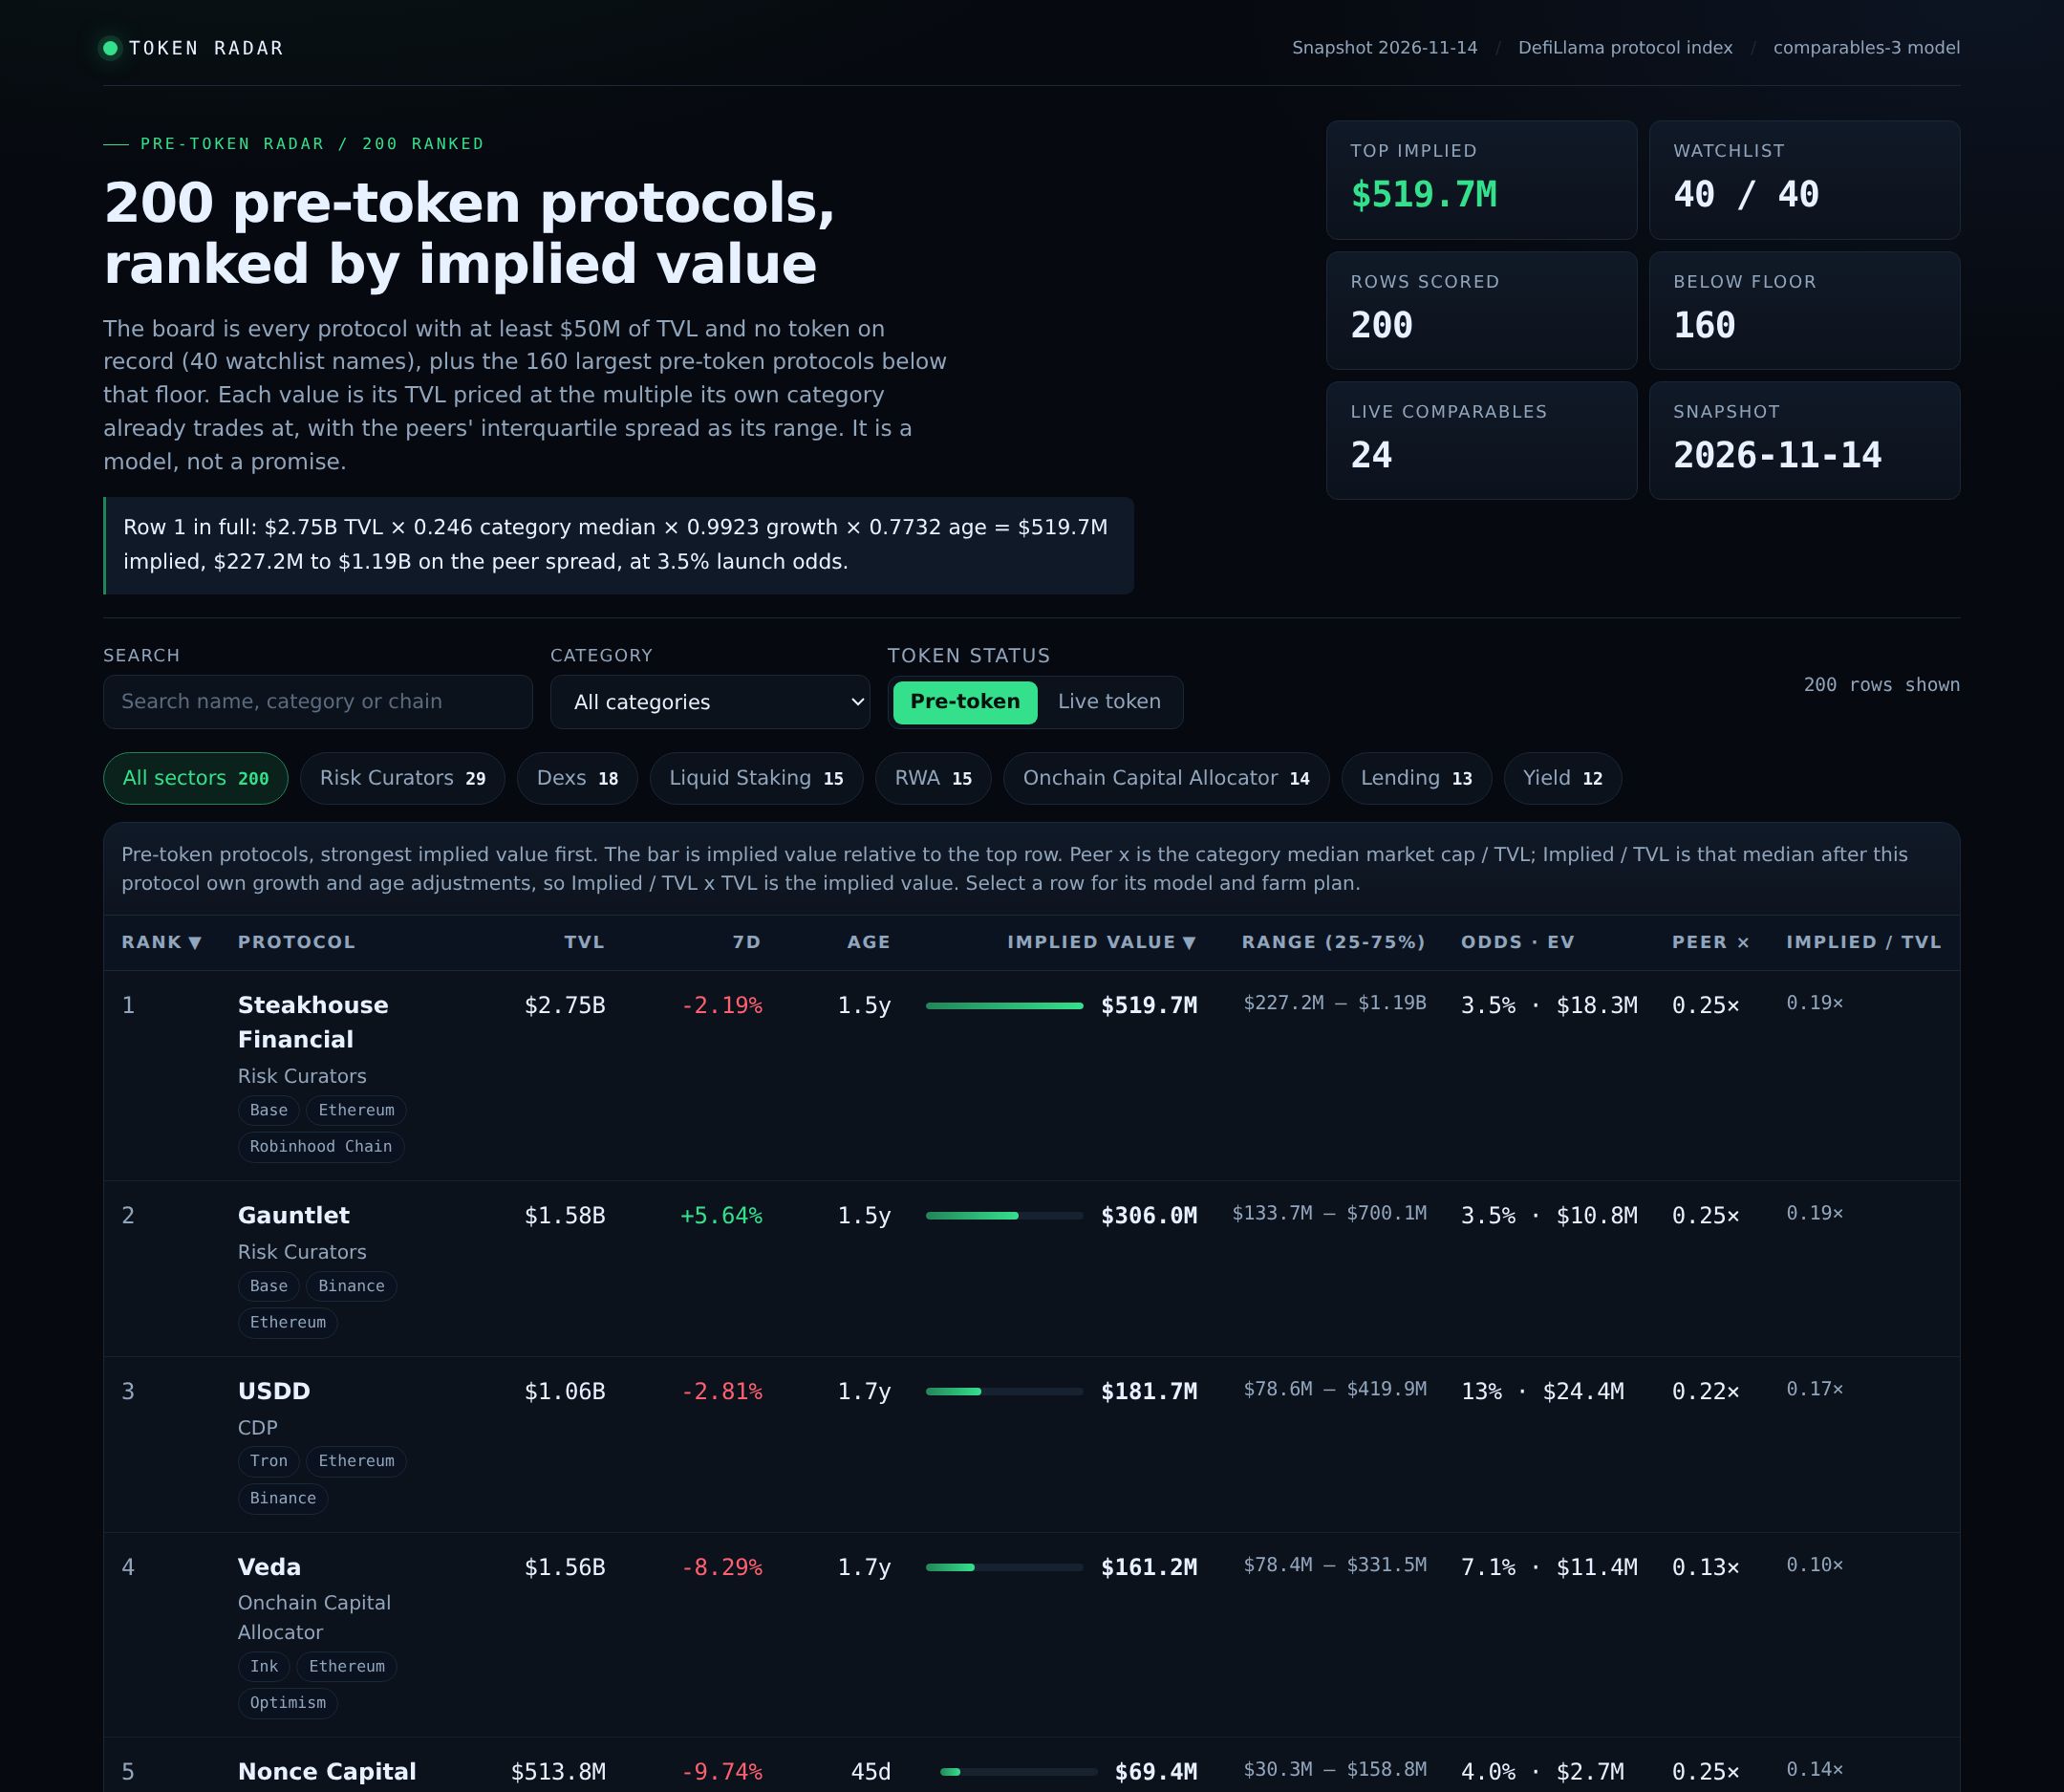 TOKEN RADAR
Snapshot 2026-11-14 / DefiLlama protocol index / comparables-3 model
PRE-TOKEN RADAR / 200 RANKED
200 pre-token protocols,
ranked by implied value
The board is every protocol with at least $50M of TVL and no token on
record (40 watchlist names), plus the 160 largest pre-token protocols below
that floor. Each value is its TVL priced at the multiple its own category
already trades at, with the peers' interquartile spread as its range. It is a
model, not a promise.
Row 1 in full: $2.75B TVL × 0.246 category median × 0.9923 growth × 0.7732 age = $519.7M
implied, $227.2M to $1.19B on the peer spread, at 3.5% launch odds.
TOP IMPLIED
$519.7M
WATCHLIST
40 / 40
ROWS SCORED
200
BELOW FLOOR
160
LIVE COMPARABLES
24
SNAPSHOT
2026-11-14
SEARCH
Search name, category or chain
CATEGORY
All categories
TOKEN STATUS
Pre-token Live token
200 rows shown
All sectors 200 Risk Curators 29 Dexs 18 Liquid Staking 15 RWA 15 Onchain Capital Allocator 14 Lending 13 Yield 12
Pre-token protocols, strongest implied value first. The bar is implied value relative to the top row. Peer x is the category median market cap / TVL; Implied / TVL is that median after this
protocol own growth and age adjustments, so Implied / TVL x TVL is the implied value. Select a row for its model and farm plan.
RANK ▼ PROTOCOL TVL 7D AGE IMPLIED VALUE ▼ RANGE (25-75%) ODDS · EV PEER × IMPLIED / TVL
1 Steakhouse $2.75B -2.19% 1.5y $519.7M $227.2M – $1.19B 3.5% · $18.3M 0.25× 0.19×
Financial
Risk Curators
Base Ethereum
Robinhood Chain
2 Gauntlet $1.58B +5.64% 1.5y $306.0M $133.7M – $700.1M 3.5% · $10.8M 0.25× 0.19×
Risk Curators
Base Binance
Ethereum
3 USDD $1.06B -2.81% 1.7y $181.7M $78.6M – $419.9M 13% · $24.4M 0.22× 0.17×
CDP
Tron Ethereum
Binance
4 Veda $1.56B -8.29% 1.7y $161.2M $78.4M – $331.5M 7.1% · $11.4M 0.13× 0.10×
Onchain Capital
Allocator
Ink Ethereum
Optimism
5 Nonce Capital $513.8M -9.74% 45d $69.4M $30.3M – $158.8M 4.0% · $2.7M 0.25× 0.14×